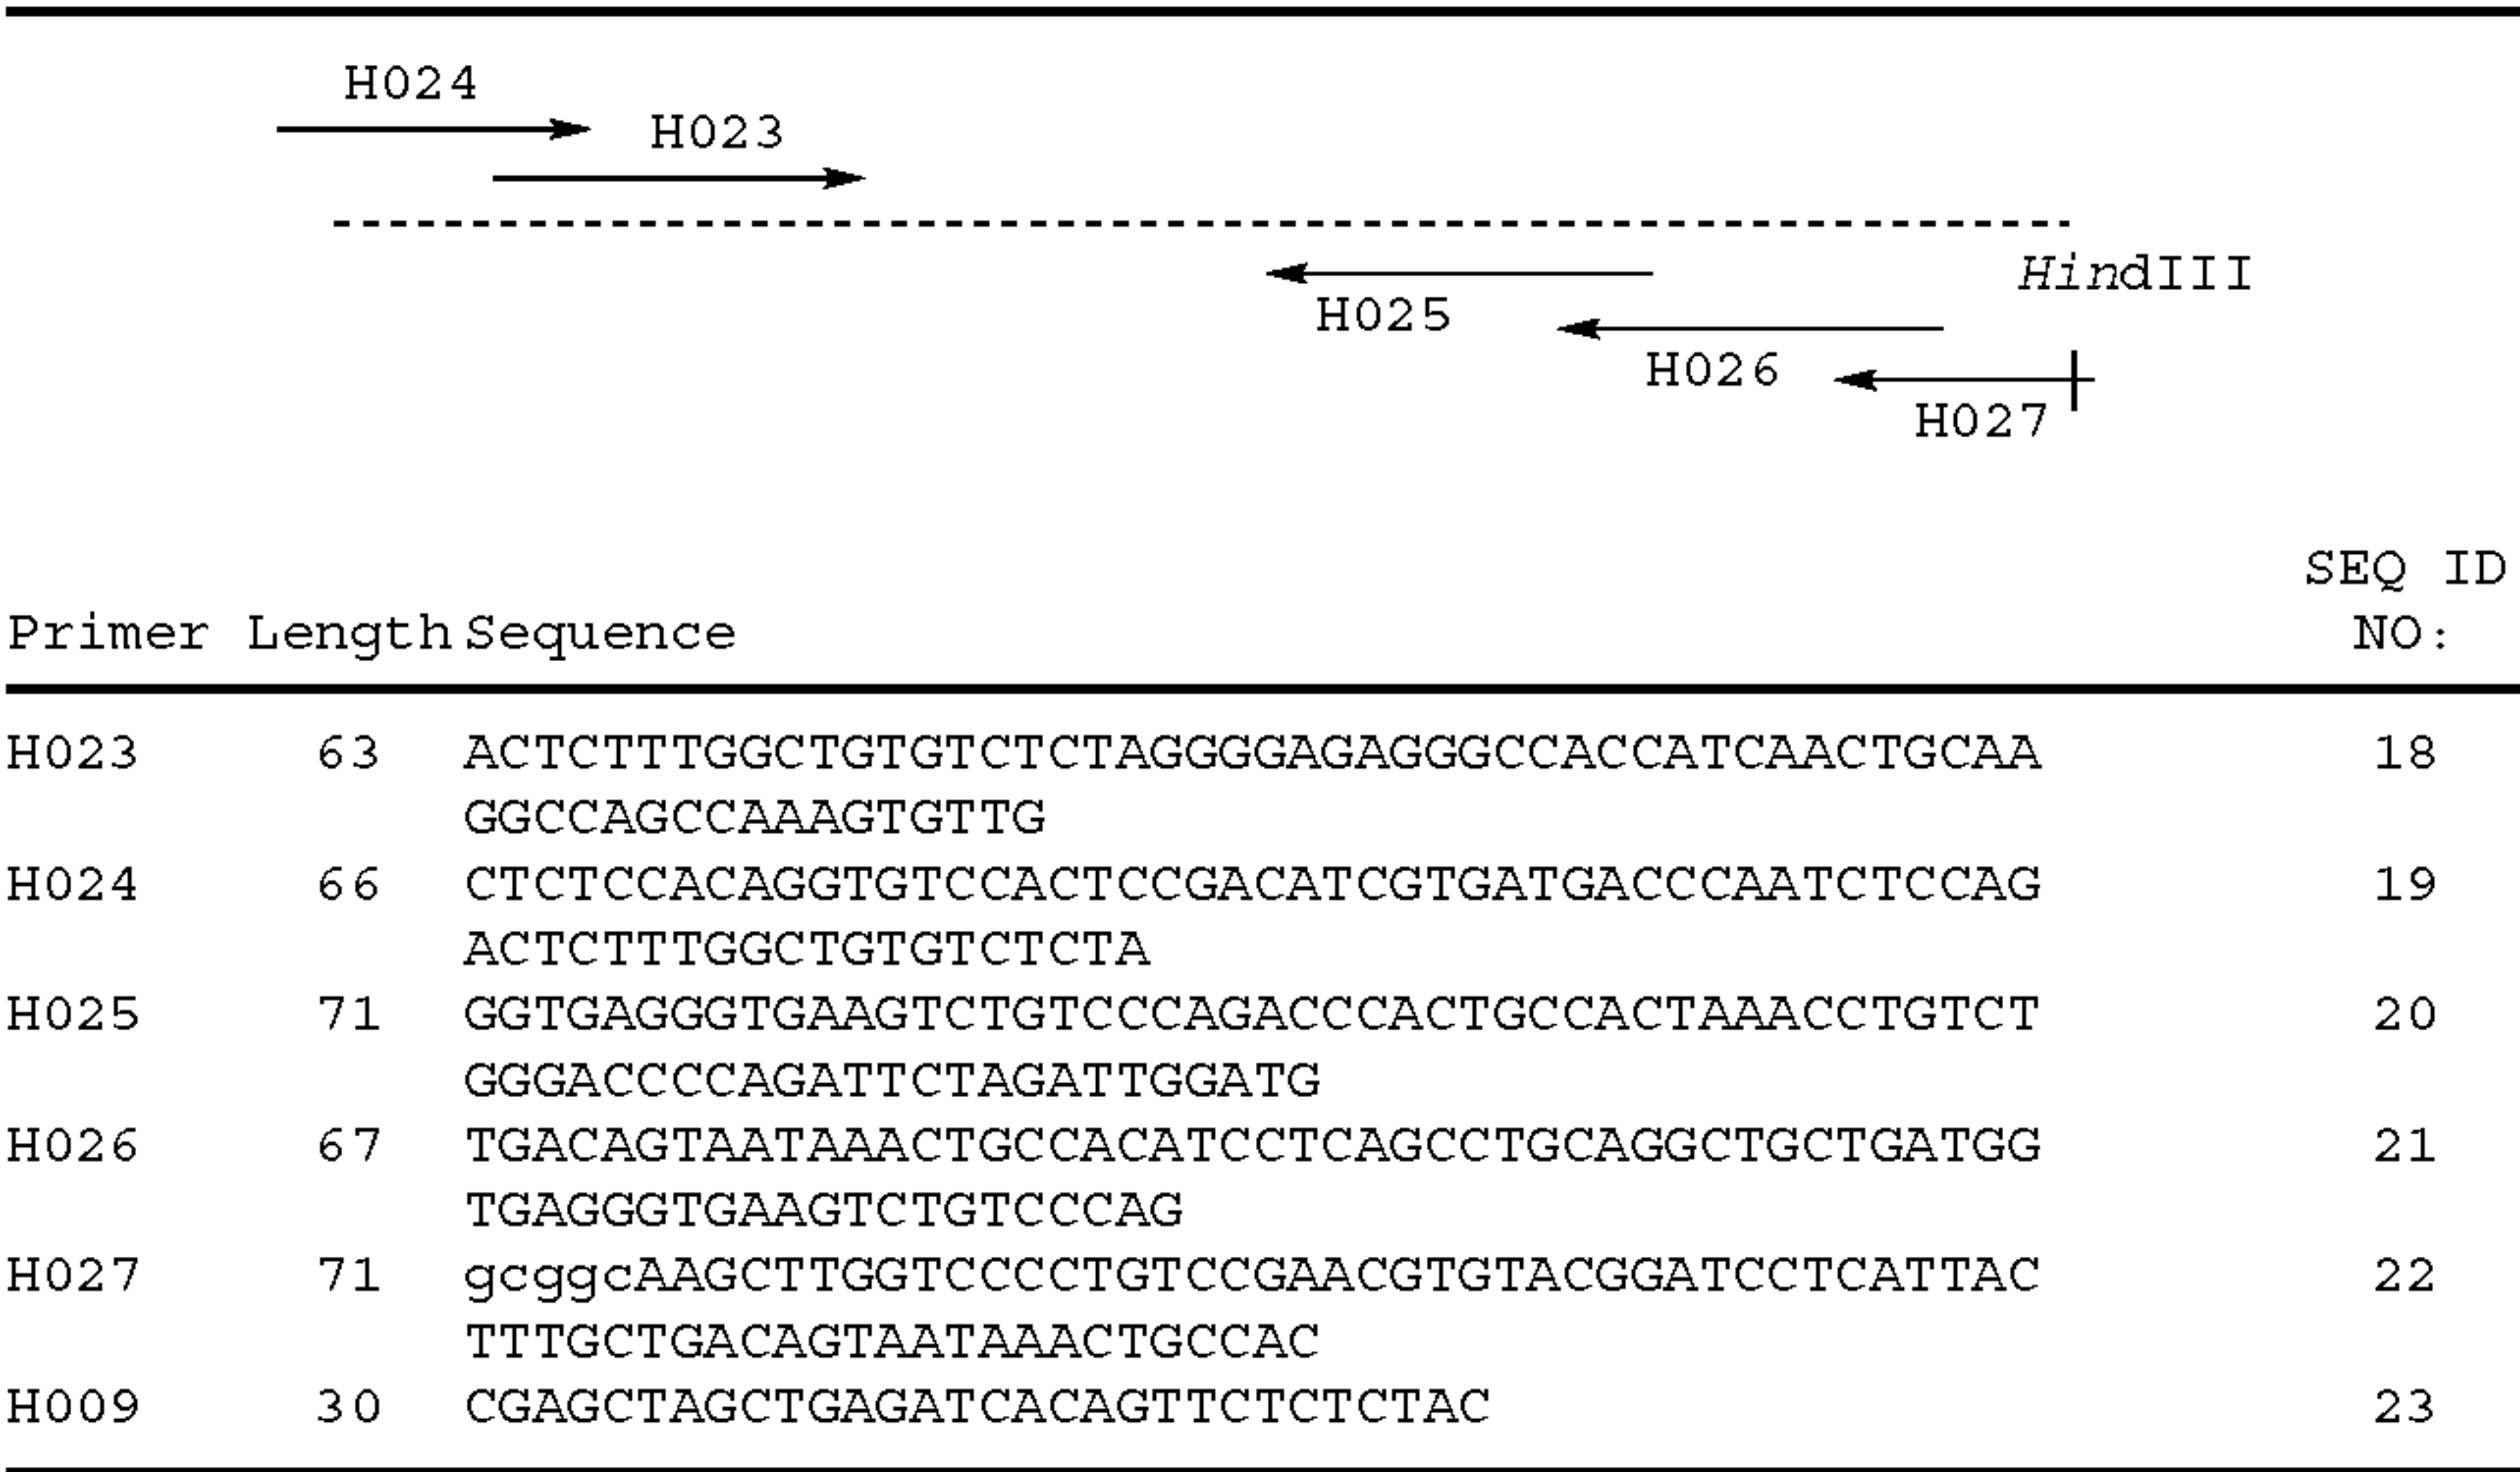 H024
H023
HindIII
H025
H026
H027
SEQ ID
Primer Length Sequence NO:
H023 63 ACTCTTTGGCTGTGTCTCTAGGGGAGAGGGCCACCATCAACTGCAA 18
GGCCAGCCAAAGTGTTG
H024 66 CTCTCCACAGGTGTCCACTCCGACATCGTGATGACCCAATCTCCAG 19
ACTCTTTGGCTGTGTCTCTA
H025 71 GGTGAGGGTGAAGTCTGTCCCAGACCCACTGCCACTAAACCTGTCT 20
GGGACCCCAGATTCTAGATTGGATG
H026 67 TGACAGTAATAAACTGCCACATCCTCAGCCTGCAGGCTGCTGATGG 21
TGAGGGTGAAGTCTGTCCCAG
H027 71 gcggcAAGCTTGGTCCCCTGTCCGAACGTGTACGGATCCTCATTAC 22
TTTGCTGACAGTAATAAACTGCCAC
H009 30 CGAGCTAGCTGAGATCACAGTTCTCTCTAC 23